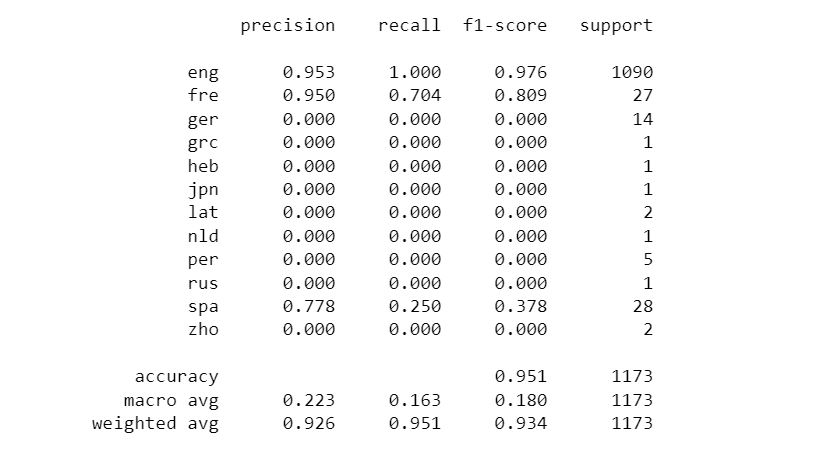 precision recall f1-score support
eng 0.953 1.000 0.976 1090
fre 0.950 0.704 0.809 27
ger 0.000 0.000 0.000 14
grc 0.000 0.000 0.000 1
heb 0.000 0.000 0.000 1
jpn 0.000 0.000 0.000 1
lat 0.000 0.000 0.000 2
nld 0.000 0.000 0.000 1
per 0.000 0.000 0.000 5
rus 0.000 0.000 0.000 1
spa 0.778 0.250 0.378 28
zho 0.000 0.000 0.000 2
accuracy 0.951 1173
macro avg 0.223 0.163 0.180 1173
weighted avg 0.926 0.951 0.934 1173